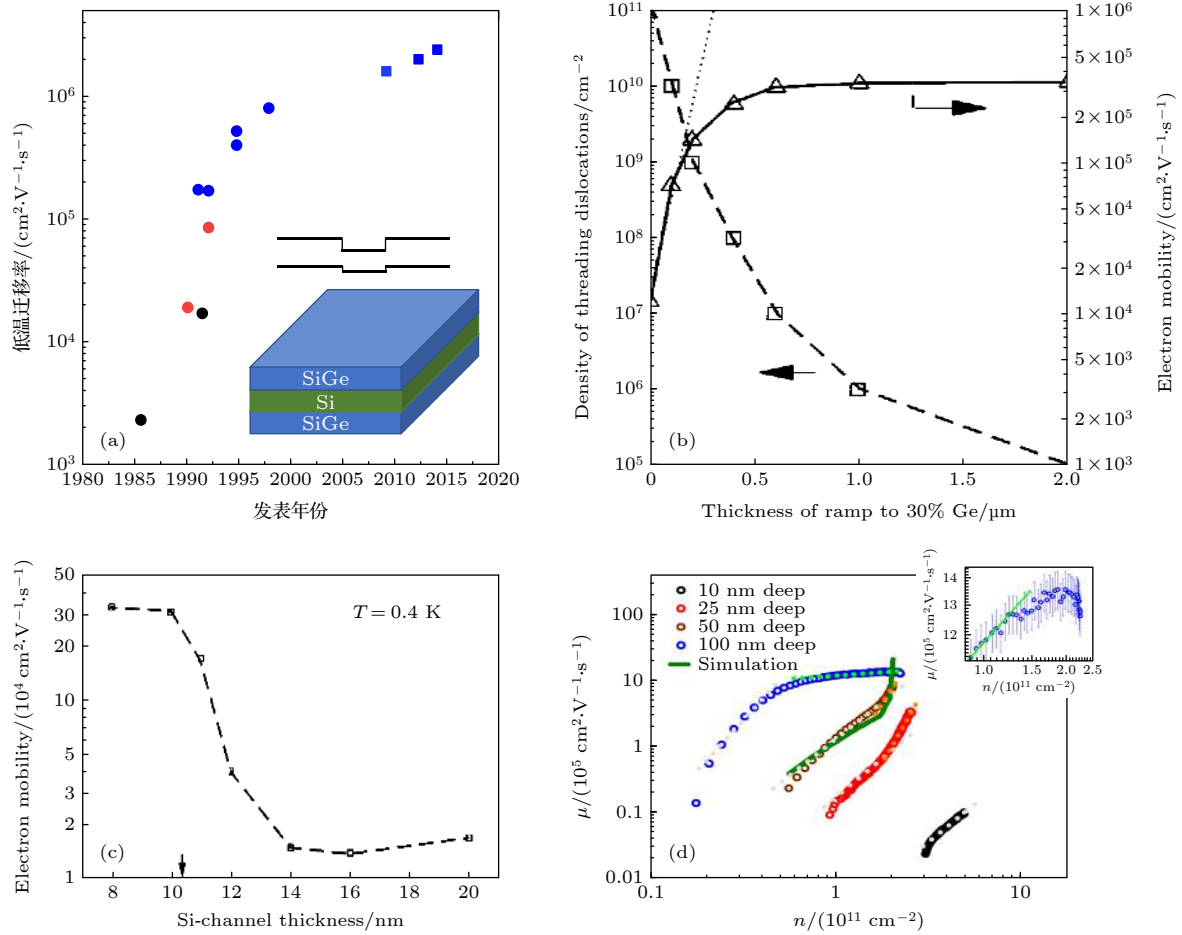 10⁶
10⁵
10⁴
10³
低温迁移率/(cm²·V⁻¹·s⁻¹)
SiGe
Si
SiGe
(a)
1980 1985 1990 1995 2000 2005 2010 2015 2020
发表年份
10¹¹
10¹⁰
10⁹
10⁸
10⁷
10⁶
10⁵
Density of threading dislocations/cm⁻²
1×10⁶
5×10⁵
2×10⁵
1×10⁵
5×10⁴
2×10⁴
1×10⁴
5×10³
2×10³
1×10³
Electron mobility/(cm²·V⁻¹·s⁻¹)
(b)
0 0.5 1.0 1.5 2.0
Thickness of ramp to 30% Ge/µm
50
30
20
10
5
3
2
1
Electron mobility/(10⁴ cm²·V⁻¹·s⁻¹)
T = 0.4 K
(c)
8 10 12 14 16 18 20
Si-channel thickness/nm
100
10
1
0.1
0.01
µ/(10⁵ cm²·V⁻¹·s⁻¹)
10 nm deep
25 nm deep
50 nm deep
100 nm deep
Simulation
(d)
0.1 1 10
n/(10¹¹ cm⁻²)
14
13
12
µ/(10⁵ cm²·V⁻¹·s⁻¹)
1.0 1.5 2.0 2.5
n/(10¹¹ cm⁻²)